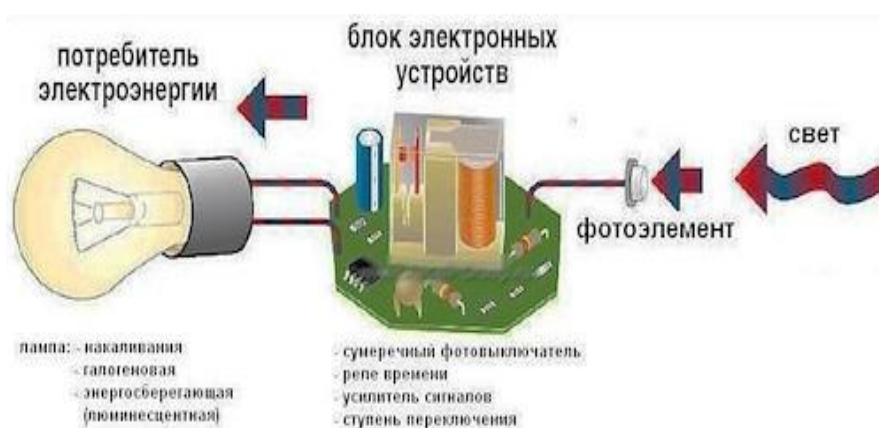 потребитель
электроэнергии
блок электронных
устройств
свет
фотоэлемент
лампа: - накаливания
- галогеновая
- энергосберегающая
(люминесцентная)
- сумеречный фотовыключатель
- реле времени
- усилитель сигналов
- ступень переключения